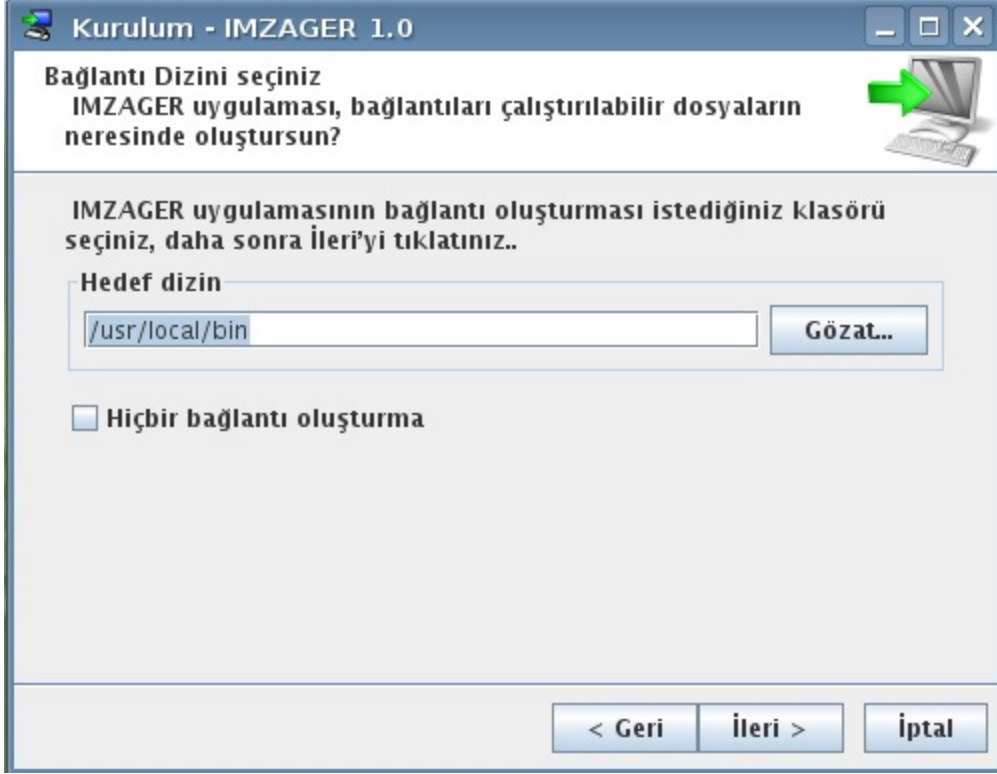 Kurulum - IMZAGER 1.0
Bağlantı Dizini seçiniz
IMZAGER uygulaması, bağlantıları çalıştırılabilir dosyaların
neresinde oluştursun?
IMZAGER uygulamasının bağlantı oluşturması istediğiniz klasörü
seçiniz, daha sonra İleri'yi tıklatınız..
Hedef dizin
/usr/local/bin
Gözat...
Hiçbir bağlantı oluşturma
< Geri
İleri >
İptal